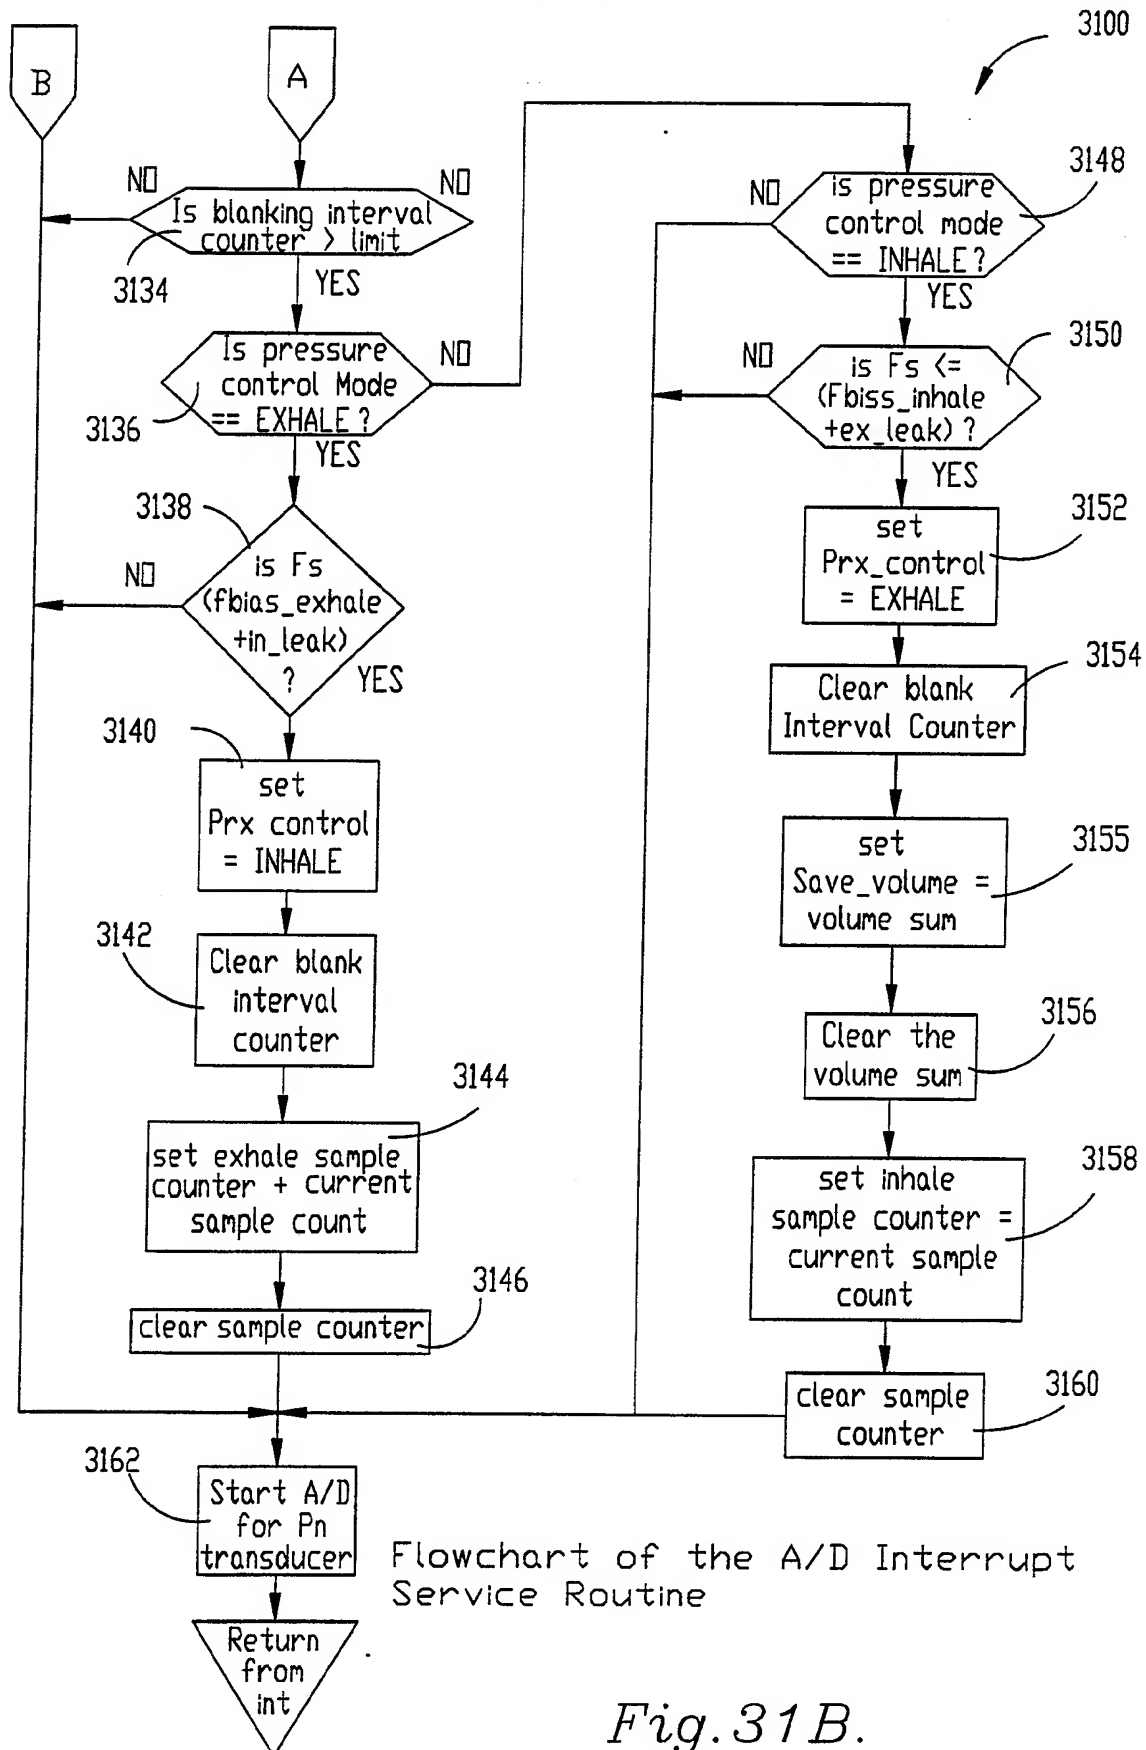 3100
B
A
NO
NO
Is blanking interval
counter > limit
3134
YES
Is pressure
control Mode
== EXHALE ?
NO
3136
YES
3138
is Fs
(fbias_exhale
+in_leak)
?
NO
YES
3140
set
Prx control
= INHALE
3142
Clear blank
interval
counter
3144
set exhale sample
counter + current
sample count
3146
clear sample counter
3148
NO
is pressure
control mode
== INHALE ?
YES
3150
NO
is Fs <=
(Fbiss_inhale
+ex_leak) ?
YES
3152
set
Prx_control
= EXHALE
3154
Clear blank
Interval Counter
3155
set
Save_volume =
volume sum
3156
Clear the
volume sum
3158
set inhale
sample counter =
current sample
count
3160
clear sample
counter
3162
Start A/D
for Pn
transducer
Return
from
int
Flowchart of the A/D Interrupt
Service Routine
Fig. 31B.